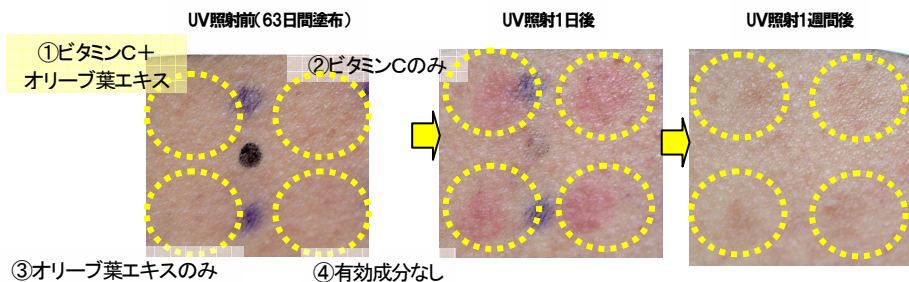 UV照射前(63日間塗布)
UV照射1日後
UV照射1週間後
①ビタミンC+
オリーブ葉エキス
②ビタミンCのみ
③オリーブ葉エキスのみ
④有効成分なし